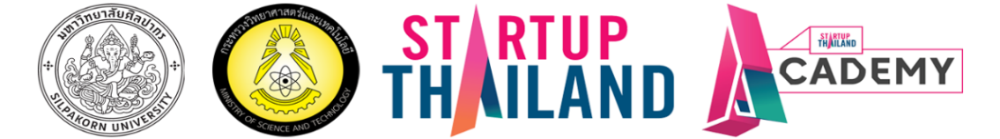 มหาวิทยาลัยศิลปากร
SILPAKORN UNIVERSITY
กระทรวงวิทยาศาสตร์และเทคโนโลยี
MINISTRY OF SCIENCE AND TECHNOLOGY
STARTUP
THAILAND
STARTUP
THAILAND
ACADEMY